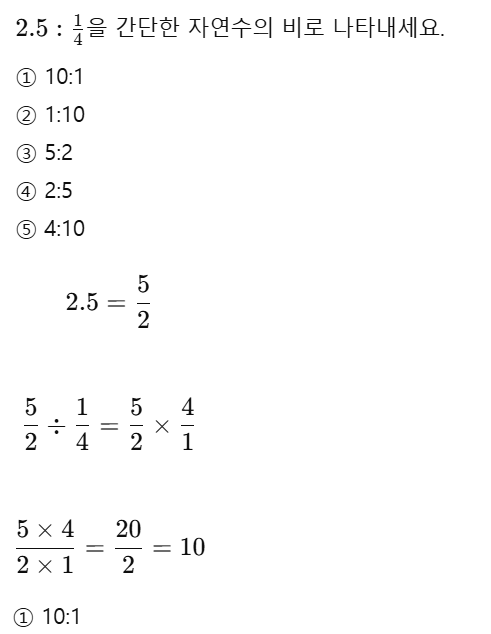 2.5 : 1/4을 간단한 자연수의 비로 나타내세요.
① 10:1
② 1:10
③ 5:2
④ 2:5
⑤ 4:10
2.5 = 5/2
5/2 ÷ 1/4 = 5/2 × 4/1
5 × 4/2 × 1 = 20/2 = 10
① 10:1